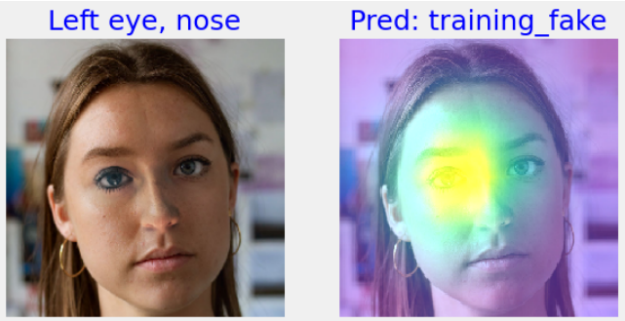 Left eye, nose
Pred: training_fake